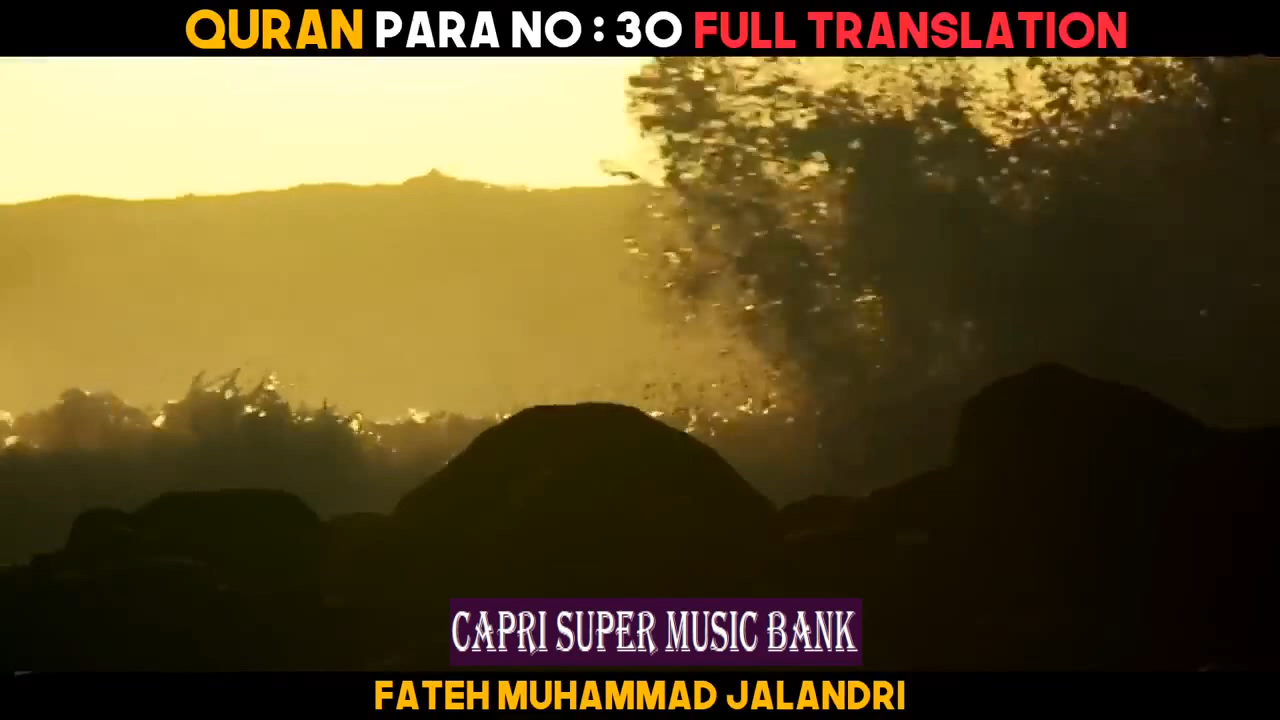 QURAN PARA NO : 30 FULL TRANSLATION
CAPRI SUPER MUSIC BANK
FATEH MUHAMMAD JALANDRI